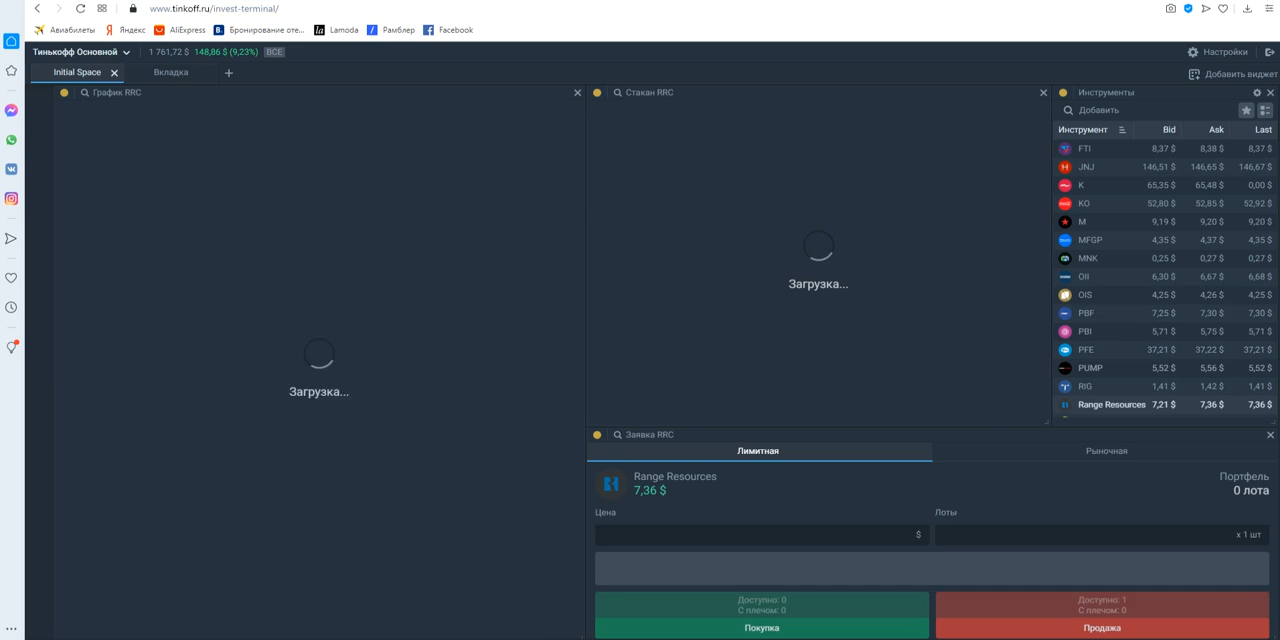 www.tinkoff.ru/invest-terminal/
Авиабилеты Яндекс AliExpress Бронирование оте... Lamoda Рамблер Facebook
Тинькофф Основной 1 761,72 $ 148,86 $ (9,23%) ВСЕ Настройки
Initial Space Вкладка + Добавить виджет
График RRC
Загрузка...
Стакан RRC
Загрузка...
Инструменты
Добавить
Инструмент Bid Ask Last
FTI 8,37 $ 8,38 $ 8,37 $
JNJ 146,51 $ 146,65 $ 146,67 $
K 65,35 $ 65,48 $ 0,00 $
KO 52,80 $ 52,85 $ 52,92 $
M 9,19 $ 9,20 $ 9,20 $
MFGP 4,35 $ 4,37 $ 4,35 $
MNK 0,25 $ 0,27 $ 0,27 $
OII 6,30 $ 6,67 $ 6,68 $
OIS 4,25 $ 4,26 $ 4,25 $
PBF 7,25 $ 7,30 $ 7,30 $
PBI 5,71 $ 5,75 $ 5,71 $
PFE 37,21 $ 37,22 $ 37,21 $
PUMP 5,52 $ 5,56 $ 5,52 $
RIG 1,41 $ 1,42 $ 1,41 $
Range Resources 7,21 $ 7,36 $ 7,36 $
Заявка RRC
Лимитная Рыночная
Range Resources Портфель
7,36 $ 0 лота
Цена Лоты
$ x 1 шт
Доступно: 0 Доступно: 1
С плечом: 0 С плечом: 0
Покупка Продажа